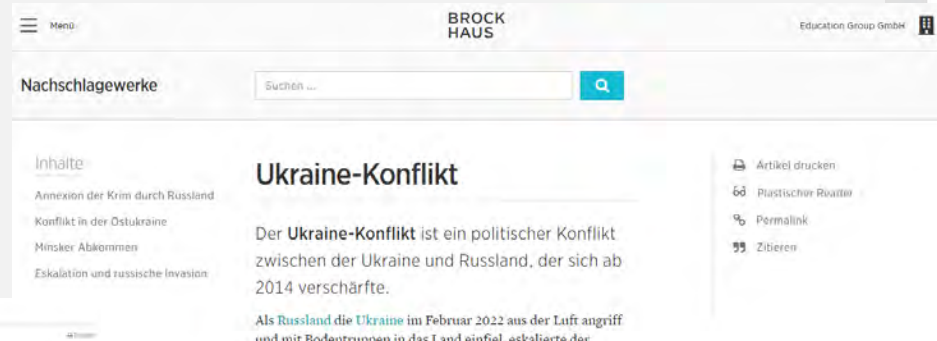 Menü
BROCK
HAUS
Education Group GmbH
Nachschlagewerke
Suchen ...
Inhalte
Annexion der Krim durch Russland
Konflikt in der Ostukraine
Minsker Abkommen
Eskalation und russische Invasion
Ukraine-Konflikt
Der Ukraine-Konflikt ist ein politischer Konflikt
zwischen der Ukraine und Russland, der sich ab
2014 verschärfte.
Als Russland die Ukraine im Februar 2022 aus der Luft angriff
und mit Bodentruppen in das Land einfiel, eskalierte der
Artikel drucken
Plastischer Reader
Permalink
Zitieren